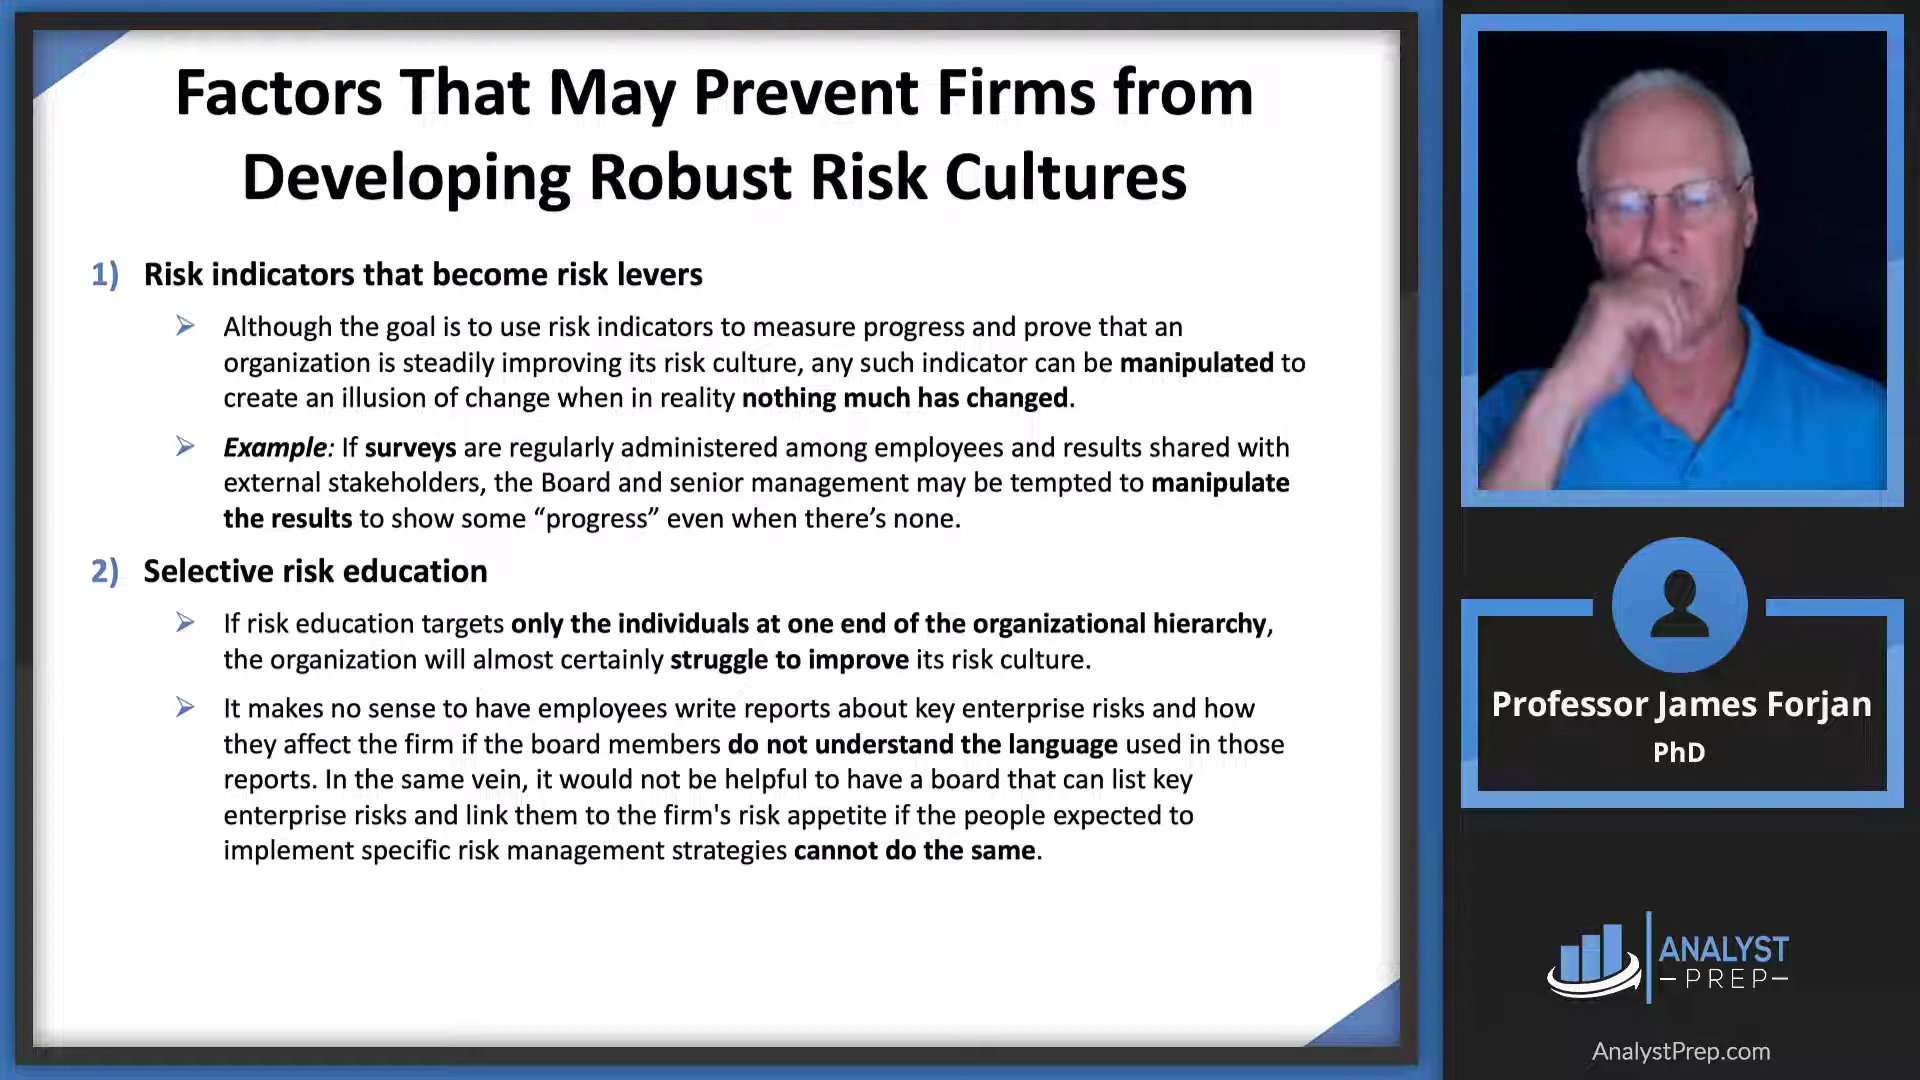 Factors That May Prevent Firms from
Developing Robust Risk Cultures
1) Risk indicators that become risk levers
Although the goal is to use risk indicators to measure progress and prove that an
organization is steadily improving its risk culture, any such indicator can be manipulated to
create an illusion of change when in reality nothing much has changed.
Example: If surveys are regularly administered among employees and results shared with
external stakeholders, the Board and senior management may be tempted to manipulate
the results to show some “progress” even when there’s none.
2) Selective risk education
If risk education targets only the individuals at one end of the organizational hierarchy,
the organization will almost certainly struggle to improve its risk culture.
It makes no sense to have employees write reports about key enterprise risks and how
they affect the firm if the board members do not understand the language used in those
reports. In the same vein, it would not be helpful to have a board that can list key
enterprise risks and link them to the firm's risk appetite if the people expected to
implement specific risk management strategies cannot do the same.
Professor James Forjan
PhD
ANALYST
PREP
AnalystPrep.com